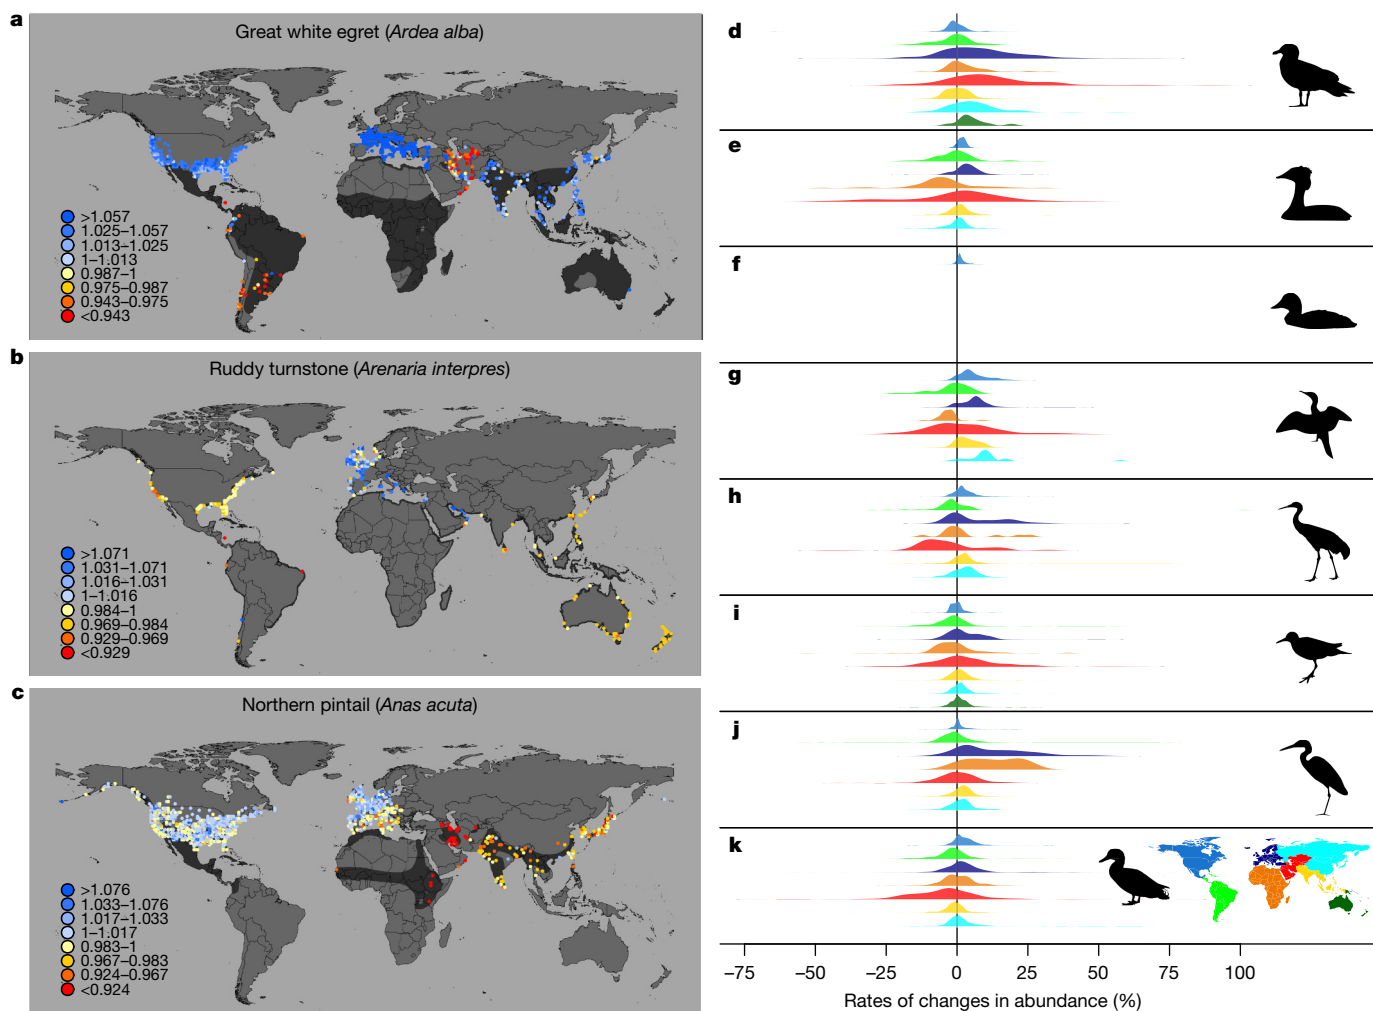 a
Great white egret (Ardea alba)
>1.057
1.025–1.057
1.013–1.025
1–1.013
0.987–1
0.975–0.987
0.943–0.975
<0.943
b
Ruddy turnstone (Arenaria interpres)
>1.071
1.031–1.071
1.016–1.031
1–1.016
0.984–1
0.969–0.984
0.929–0.969
<0.929
c
Northern pintail (Anas acuta)
>1.076
1.033–1.076
1.017–1.033
1–1.017
0.983–1
0.967–0.983
0.924–0.967
<0.924
d
e
f
g
h
i
j
k
−75 −50 −25 0 25 50 75 100
Rates of changes in abundance (%)